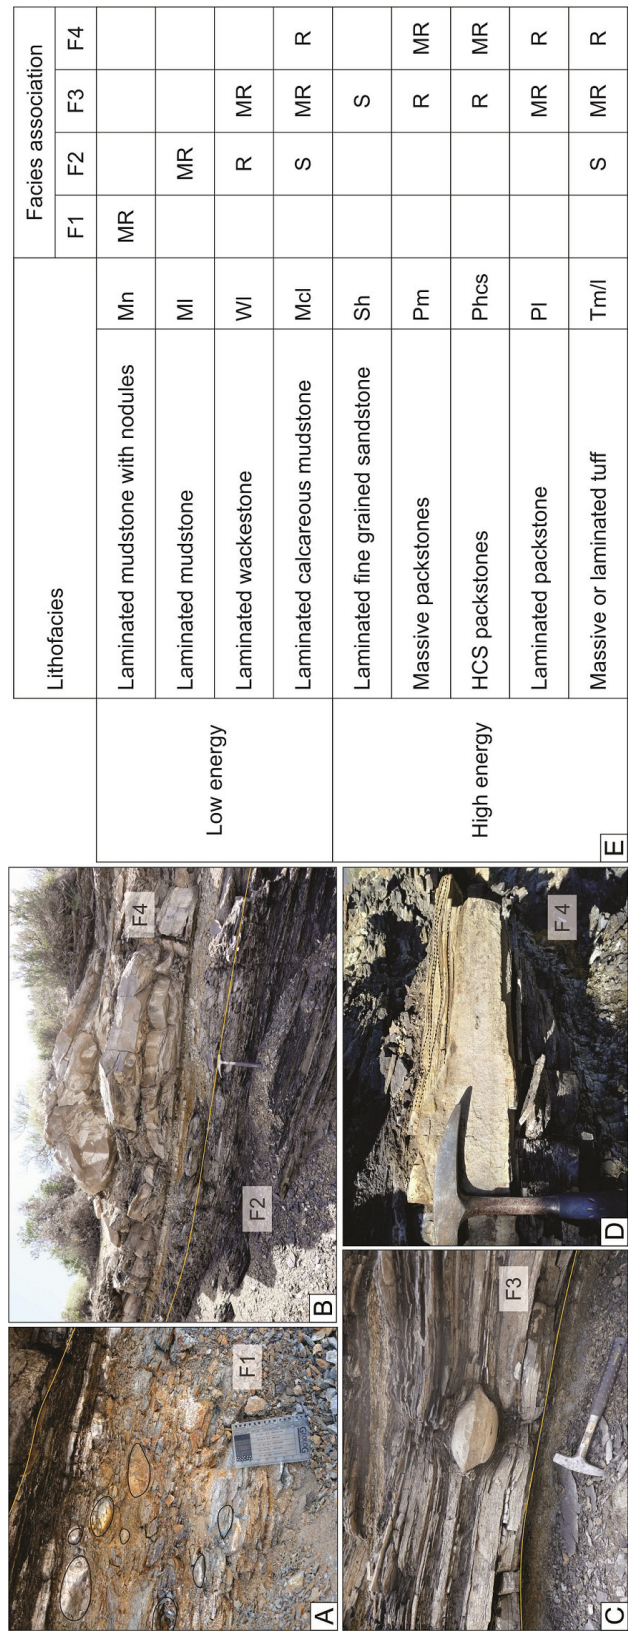 A
F1
B
F2
F4
C
F3
D
F4
E
Lithofacies
Facies association
F1 F2 F3 F4
Low energy
Laminated mudstone with nodules Mn MR
Laminated mudstone Ml MR
Laminated wackestone Wl R MR
Laminated calcareous mudstone Mcl S MR R
High energy
Laminated fine grained sandstone Sh S
Massive packstones Pm R MR
HCS packstones Phcs R MR
Laminated packstone Pl MR R
Massive or laminated tuff Tm/l S MR R